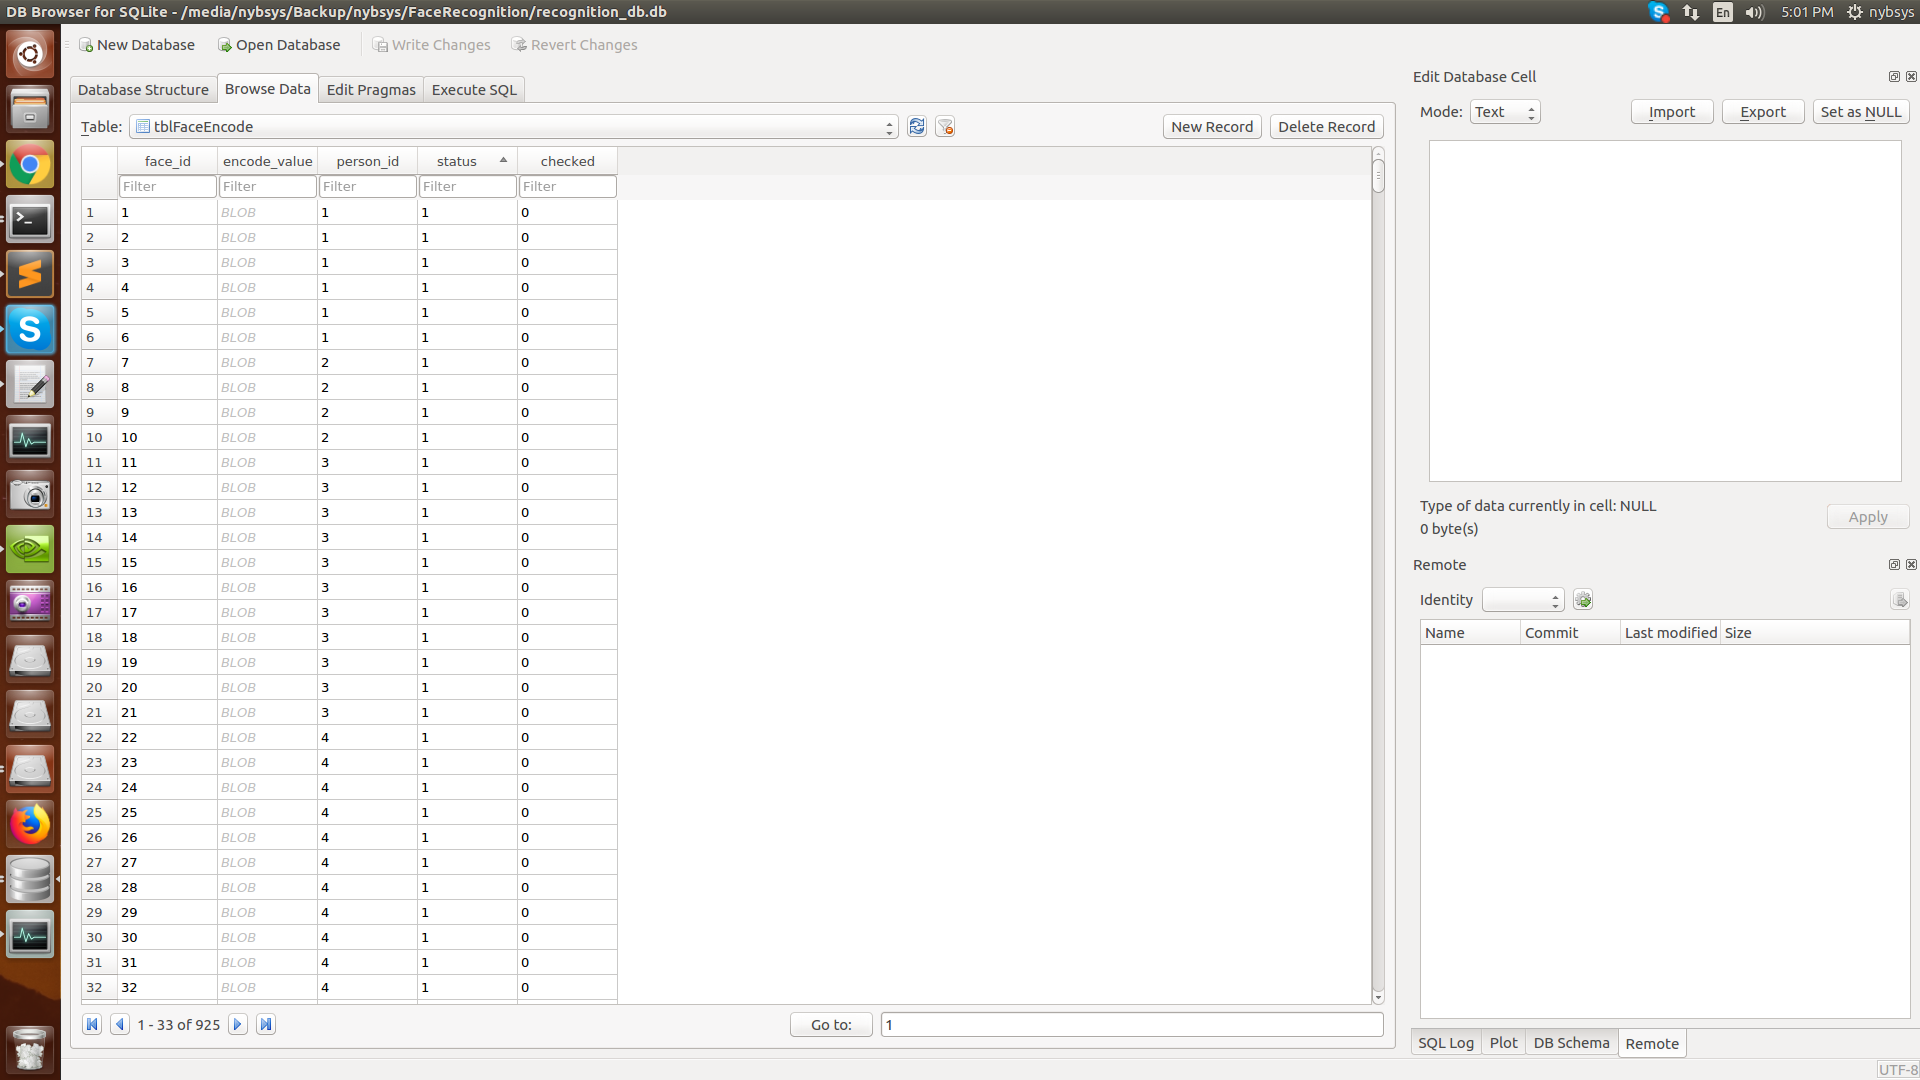 DB Browser for SQLite - /media/nybsys/Backup/nybsys/FaceRecognition/recognition_db.db En 5:01 PM nybsys
New Database Open Database Write Changes Revert Changes
Database Structure Browse Data Edit Pragmas Execute SQL
Table: tblFaceEncode New Record Delete Record
face_id encode_value person_id status checked
Filter Filter Filter Filter Filter
1 1 BLOB 1 1 0
2 2 BLOB 1 1 0
3 3 BLOB 1 1 0
4 4 BLOB 1 1 0
5 5 BLOB 1 1 0
6 6 BLOB 1 1 0
7 7 BLOB 2 1 0
8 8 BLOB 2 1 0
9 9 BLOB 2 1 0
10 10 BLOB 2 1 0
11 11 BLOB 3 1 0
12 12 BLOB 3 1 0
13 13 BLOB 3 1 0
14 14 BLOB 3 1 0
15 15 BLOB 3 1 0
16 16 BLOB 3 1 0
17 17 BLOB 3 1 0
18 18 BLOB 3 1 0
19 19 BLOB 3 1 0
20 20 BLOB 3 1 0
21 21 BLOB 3 1 0
22 22 BLOB 4 1 0
23 23 BLOB 4 1 0
24 24 BLOB 4 1 0
25 25 BLOB 4 1 0
26 26 BLOB 4 1 0
27 27 BLOB 4 1 0
28 28 BLOB 4 1 0
29 29 BLOB 4 1 0
30 30 BLOB 4 1 0
31 31 BLOB 4 1 0
32 32 BLOB 4 1 0
1 - 33 of 925 Go to: 1
Edit Database Cell
Mode: Text Import Export Set as NULL
Type of data currently in cell: NULL
0 byte(s)
Apply
Remote
Identity
Name Commit Last modified Size
SQL Log Plot DB Schema Remote
UTF-8